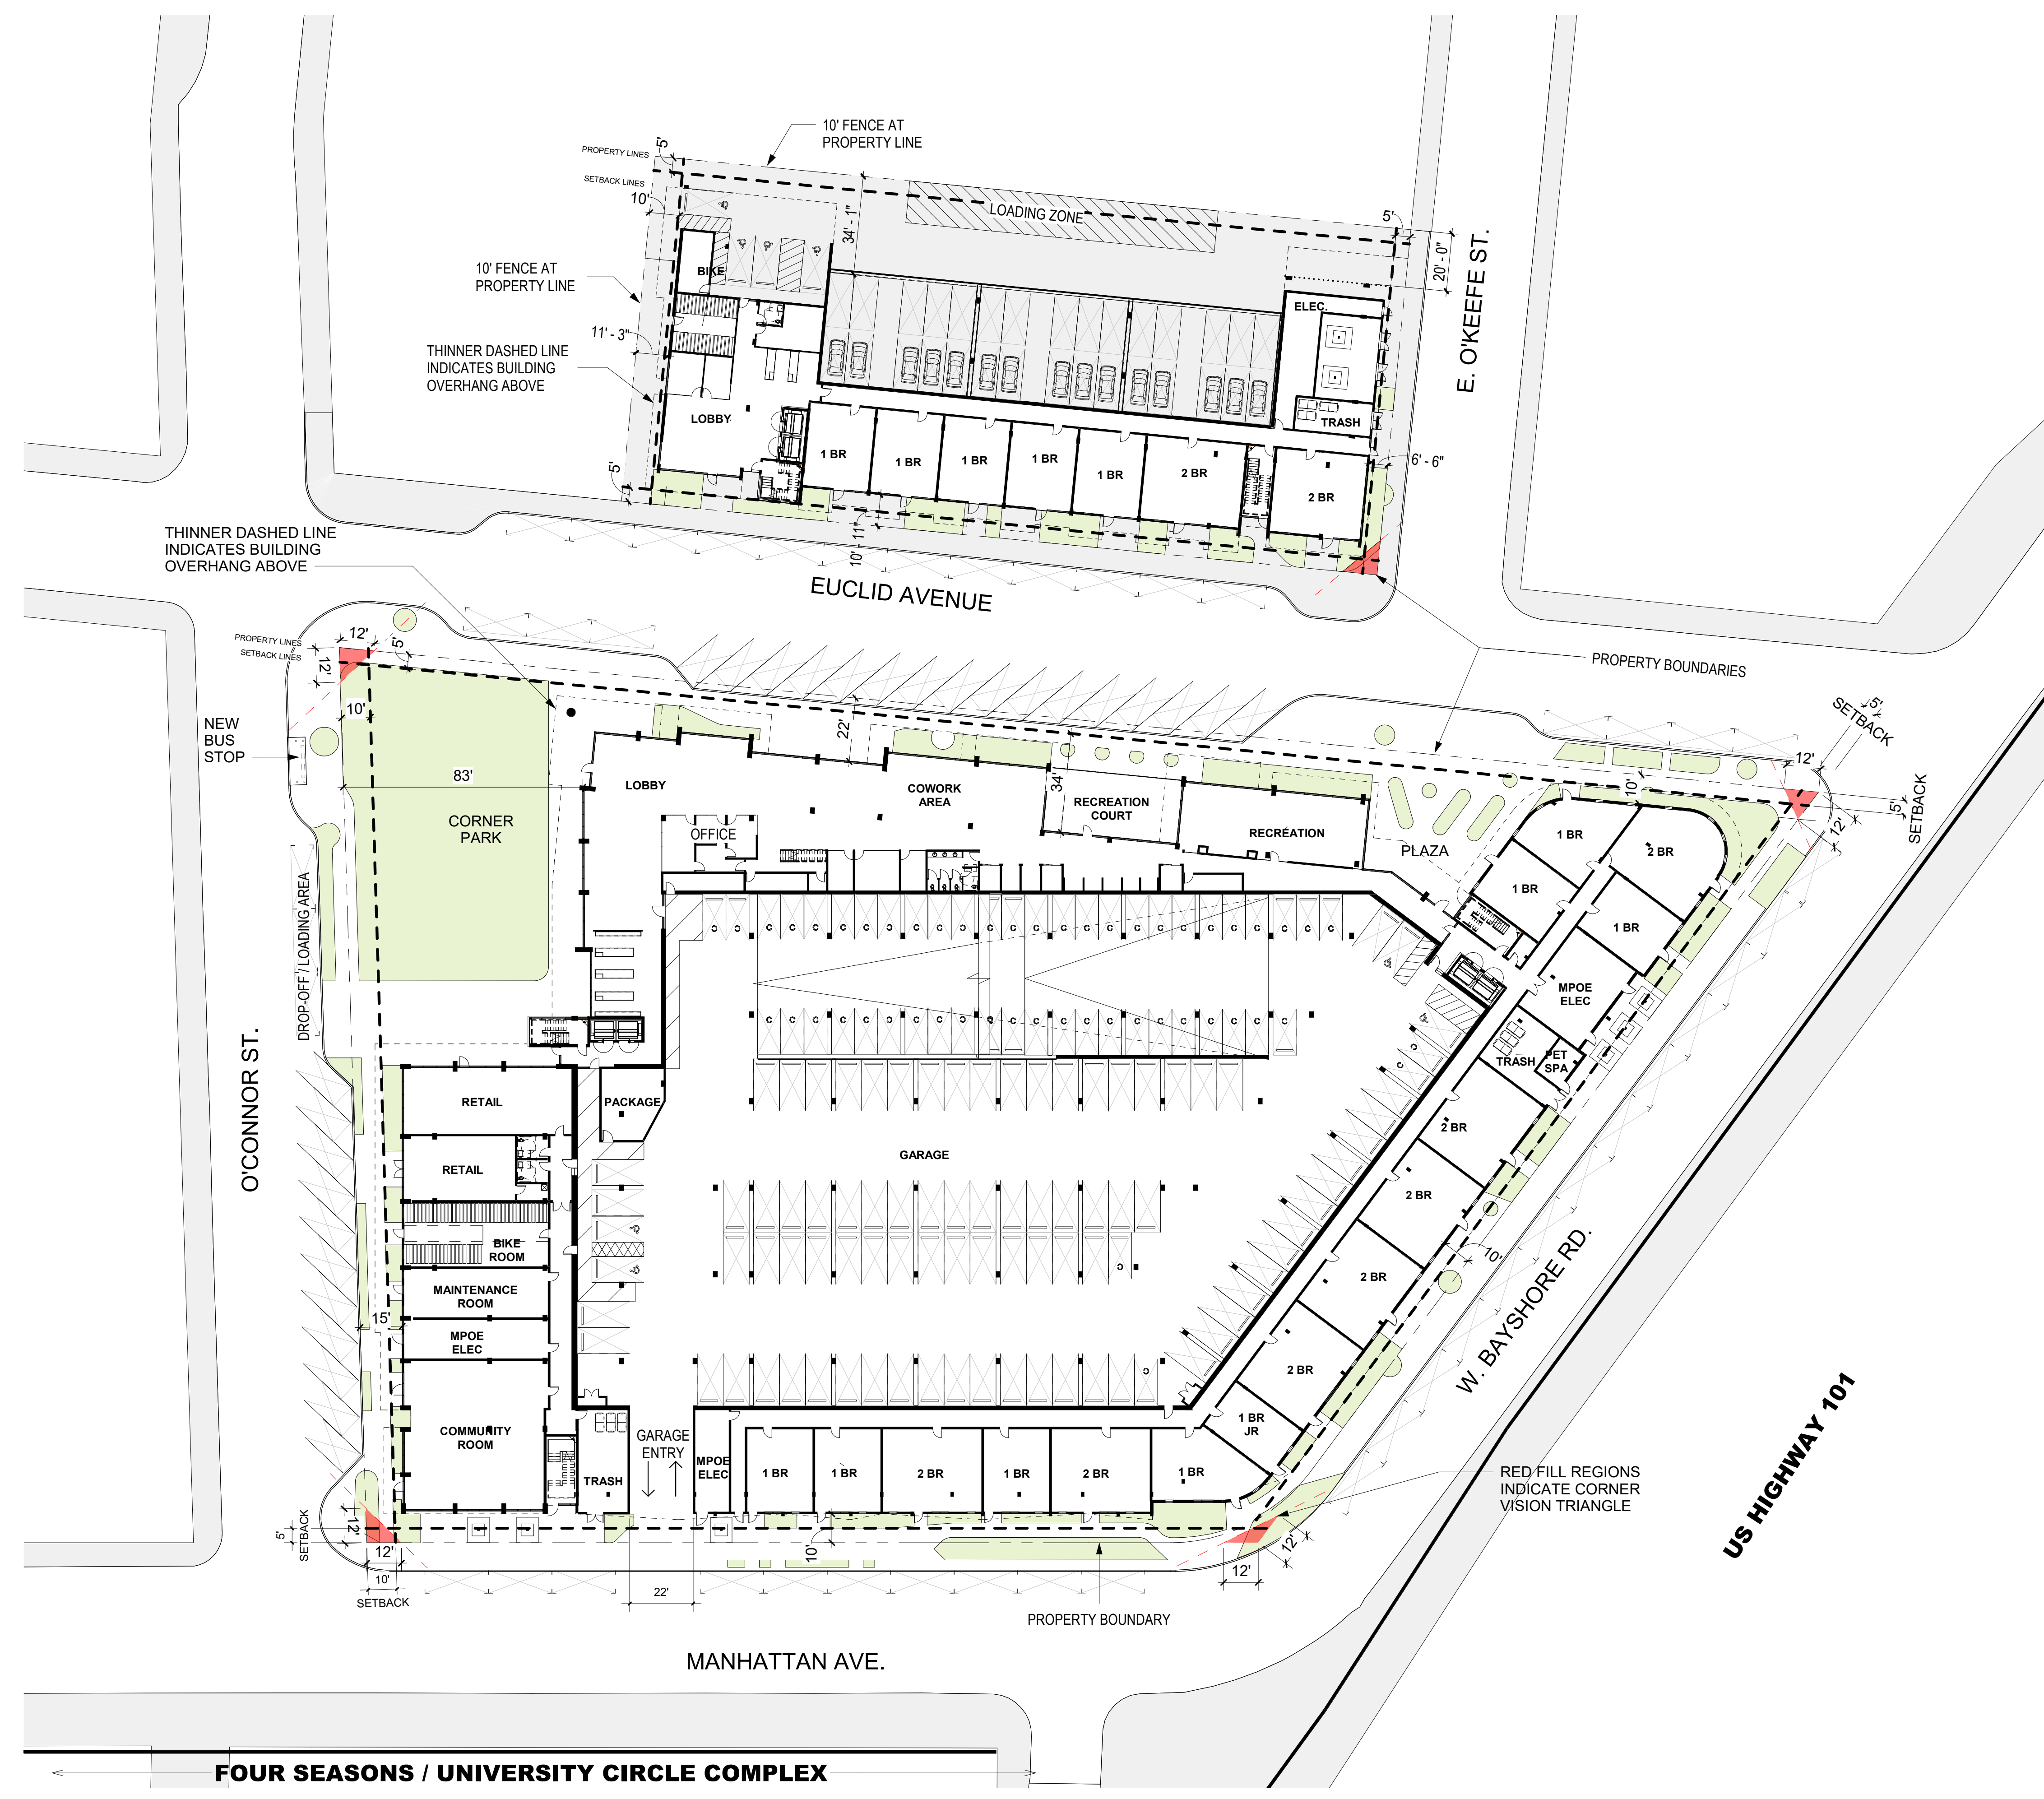 10' FENCE AT
PROPERTY LINE
PROPERTY LINES
5'
SETBACK LINES
10'
34' - 1"
LOADING ZONE
5'
20' - 0"
E. O'KEEFE ST.
10' FENCE AT
PROPERTY LINE
BIKE
ELEC.
11' - 3"
THINNER DASHED LINE
INDICATES BUILDING
OVERHANG ABOVE
LOBBY
TRASH
1 BR
1 BR
1 BR
1 BR
1 BR
2 BR
2 BR
6' - 6"
5'
10' - 11"
THINNER DASHED LINE
INDICATES BUILDING
OVERHANG ABOVE
EUCLID AVENUE
PROPERTY LINES
SETBACK LINES
12'
5'
12'
10'
PROPERTY BOUNDARIES
5'
SETBACK
NEW
BUS
STOP
22'
12'
10'
5'
SETBACK
12'
83'
LOBBY
COWORK
AREA
34'
RECREATION
COURT
RECREATION
PLAZA
CORNER
PARK
OFFICE
1 BR
2 BR
1 BR
1 BR
DROP-OFF / LOADING AREA
C C C C C C C C C C C C C C C C C C C C C C C C
MPOE
ELEC
C C C C C C C C C C C C C C C C C C C C
C
C
TRASH
PET
SPA
O'CONNOR ST.
RETAIL
PACKAGE
2 BR
GARAGE
RETAIL
2 BR
BIKE
ROOM
C
2 BR
10'
W. BAYSHORE RD.
MAINTENANCE
ROOM
15'
MPOE
ELEC
2 BR
C
1 BR
JR
COMMUNITY
ROOM
GARAGE
ENTRY
TRASH
MPOE
ELEC
1 BR
1 BR
2 BR
1 BR
2 BR
1 BR
RED FILL REGIONS
INDICATE CORNER
VISION TRIANGLE
US HIGHWAY 101
5'
SETBACK
12'
12'
10'
SETBACK
10'
22'
12'
12'
PROPERTY BOUNDARY
MANHATTAN AVE.
FOUR SEASONS / UNIVERSITY CIRCLE COMPLEX